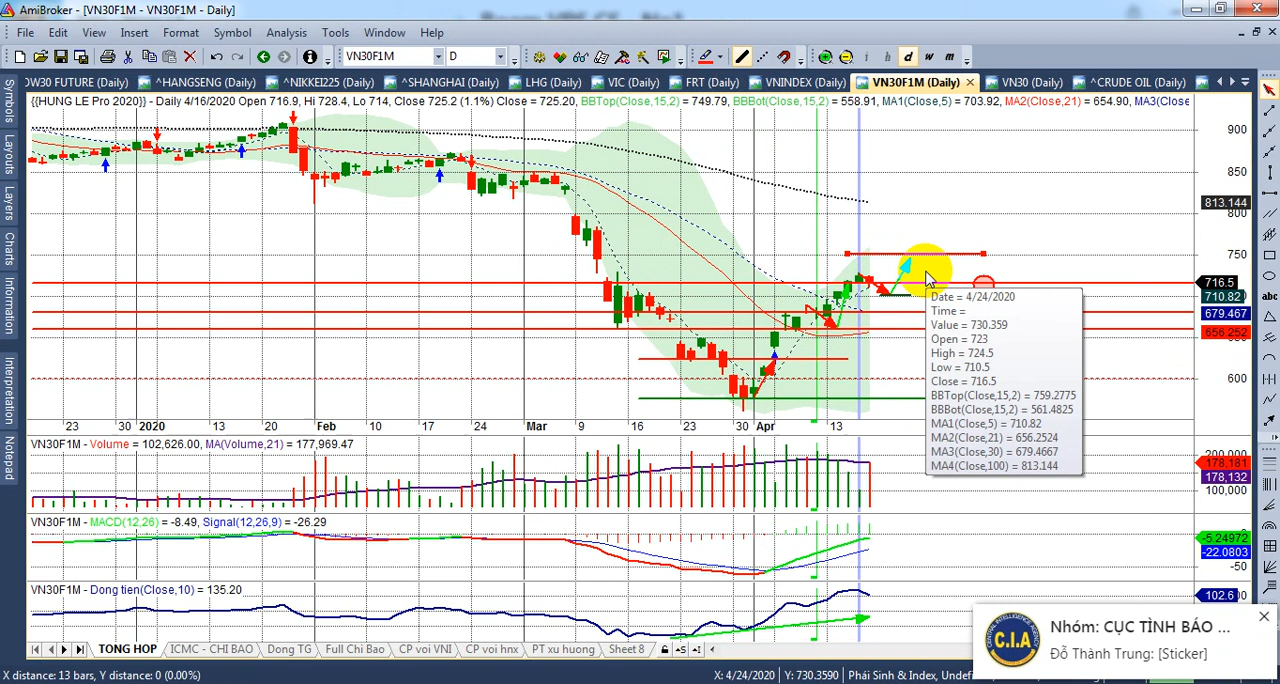 AmiBroker - [VN30F1M - VN30F1M - Daily]
File Edit View Insert Format Symbol Analysis Tools Window Help
VN30F1M D i h d w m
OW30 FUTURE (Daily) ^HANGSENG (Daily) ^NIKKEI225 (Daily) ^SHANGHAI (Daily) LHG (Daily) VIC (Daily) FRT (Daily) VNINDEX (Daily) VN30F1M (Daily) VN30 (Daily) ^CRUDE OIL (Daily)
{{HUNG LE Pro 2020}} - Daily 4/16/2020 Open 716.9, Hi 728.4, Lo 714, Close 725.2 (1.1%) Close = 725.20, BBTop(Close,15,2) = 749.79, BBBot(Close,15,2) = 558.91, MA1(Close,5) = 703.92, MA2(Close,21) = 654.90, MA3(Close
Symbols
Layouts
Layers
Charts
Information
Interpretation
Notepad
900
850
813.144
800
750
716.5
710.82
679.467
656.252
600
abc
Date = 4/24/2020
Time =
Value = 730.359
Open = 723
High = 724.5
Low = 710.5
Close = 716.5
BBTop(Close,15,2) = 759.2775
BBBot(Close,15,2) = 561.4825
MA1(Close,5) = 710.82
MA2(Close,21) = 656.2524
MA3(Close,30) = 679.4667
MA4(Close,100) = 813.144
23 30 2020 13 20 Feb 10 17 24 Mar 9 16 23 30 Apr 13
VN30F1M - Volume = 102,626.00, MA(Volume,21) = 177,969.47
178,181
178,132
100,000
VN30F1M - MACD(12,26) = -8.49, Signal(12,26,9) = -26.29
-5.24972
-22.0803
-50
VN30F1M - Dong tien(Close,10) = 135.20
102.6
TONG HOP ICMC - CHI BAO Dong TG Full Chi Bao CP voi VNI CP voi hnx PT xu huong Sheet 8
Nhóm: CỤC TÌNH BÁO ...
Đỗ Thành Trung: [Sticker]
C.I.A
X distance: 13 bars, Y distance: 0 (0.00%) X: 4/24/2020 Y: 730.3590 Phái Sinh & Index, Undef